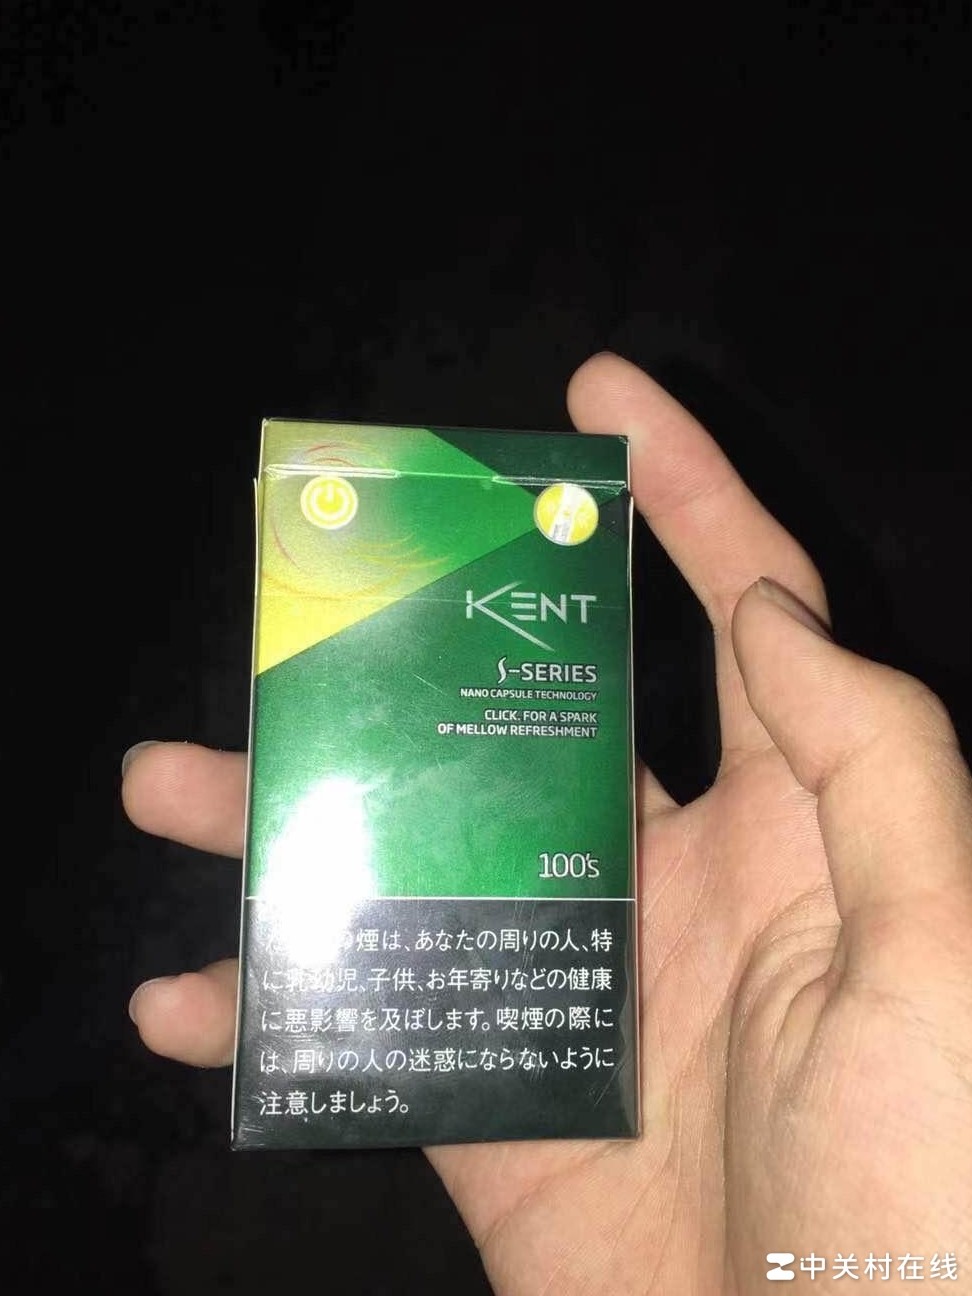 KENT
S-SERIES
NANO CAPSULE TECHNOLOGY
CLICK. FOR A SPARK
OF MELLOW REFRESHMENT
100's
の煙は、あなたの周りの人、特
に乳幼児、子供、お年寄りなどの健康
に悪影響を及ぼします。喫煙の際に
は、周りの人の迷惑にならないように
注意しましょう。
中关村在线